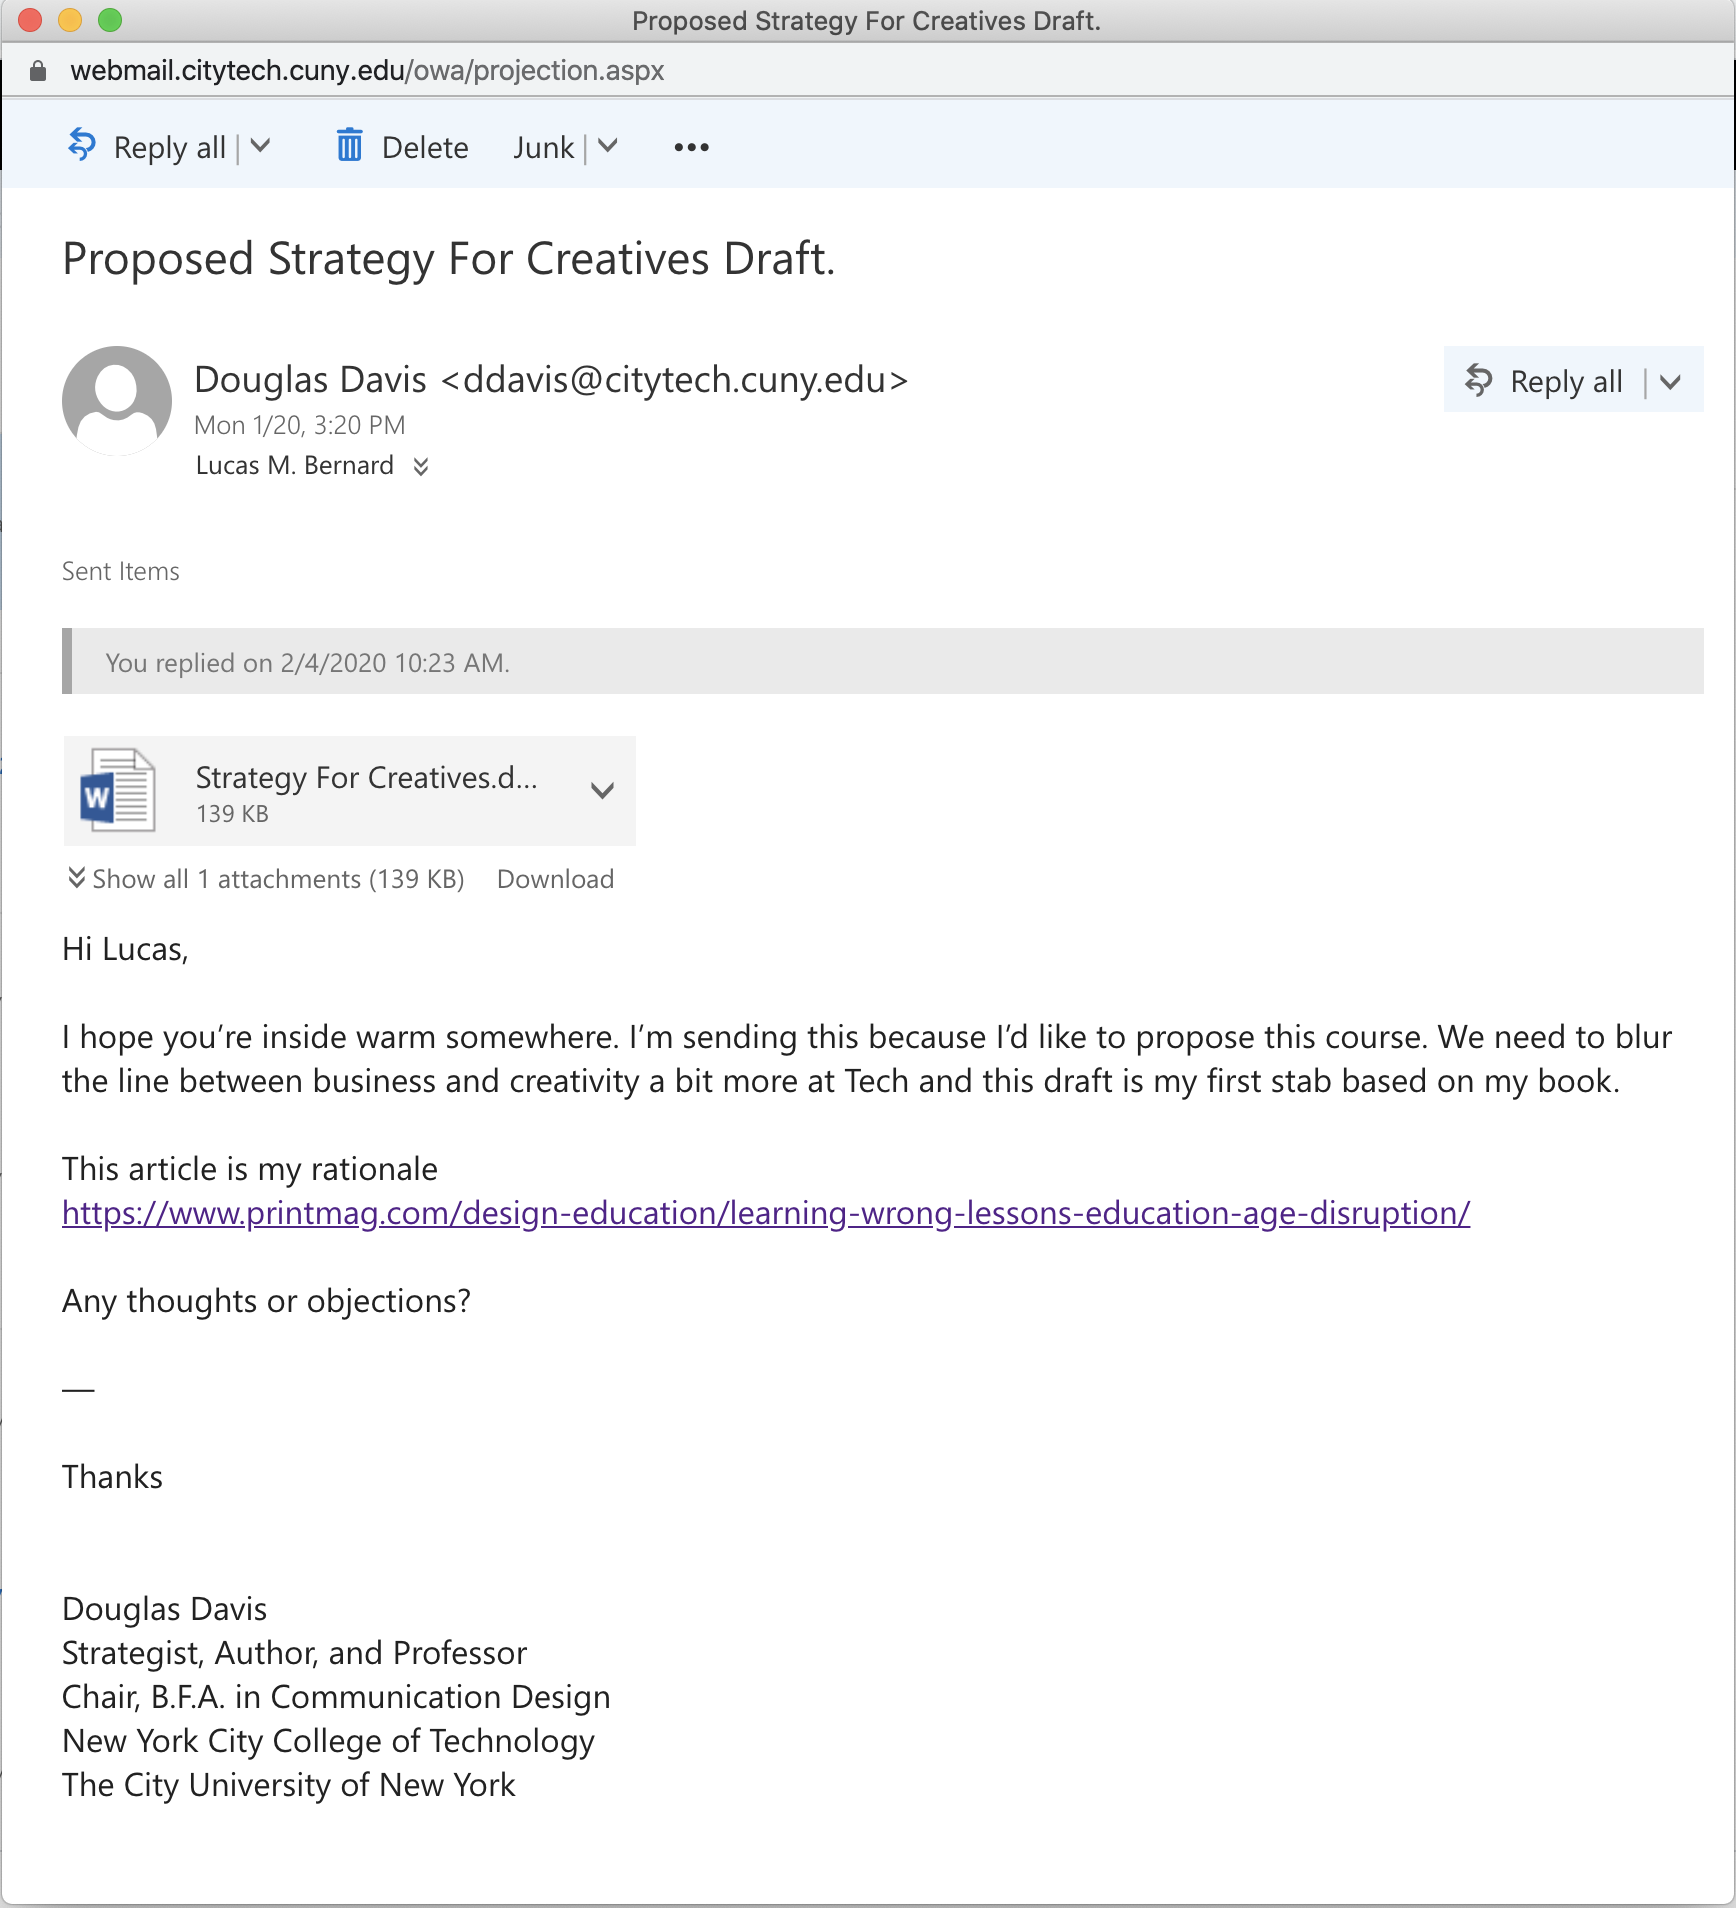 Proposed Strategy For Creatives Draft.
webmail.citytech.cuny.edu/owa/projection.aspx
Reply all | Delete Junk | •••
Proposed Strategy For Creatives Draft.
Douglas Davis <ddavis@citytech.cuny.edu>
Reply all |
Mon 1/20, 3:20 PM
Lucas M. Bernard
Sent Items
You replied on 2/4/2020 10:23 AM.
W
Strategy For Creatives.d...
139 KB
Show all 1 attachments (139 KB) Download
Hi Lucas,
I hope you’re inside warm somewhere. I’m sending this because I’d like to propose this course. We need to blur
the line between business and creativity a bit more at Tech and this draft is my first stab based on my book.
This article is my rationale
https://www.printmag.com/design-education/learning-wrong-lessons-education-age-disruption/
Any thoughts or objections?
—
Thanks
Douglas Davis
Strategist, Author, and Professor
Chair, B.F.A. in Communication Design
New York City College of Technology
The City University of New York